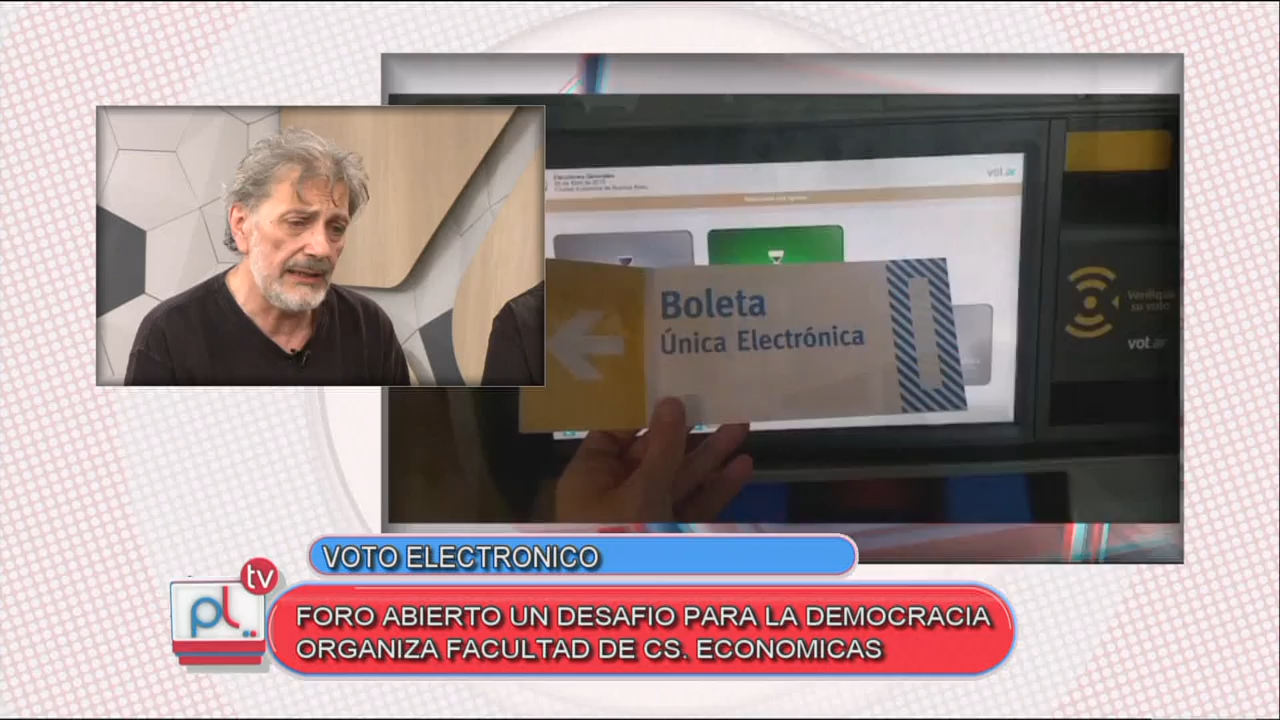 vot.ar
Boleta
Única Electrónica
Verifique
su voto
vot.ar
VOTO ELECTRONICO
tv
pL..
FORO ABIERTO UN DESAFIO PARA LA DEMOCRACIA
ORGANIZA FACULTAD DE CS. ECONOMICAS